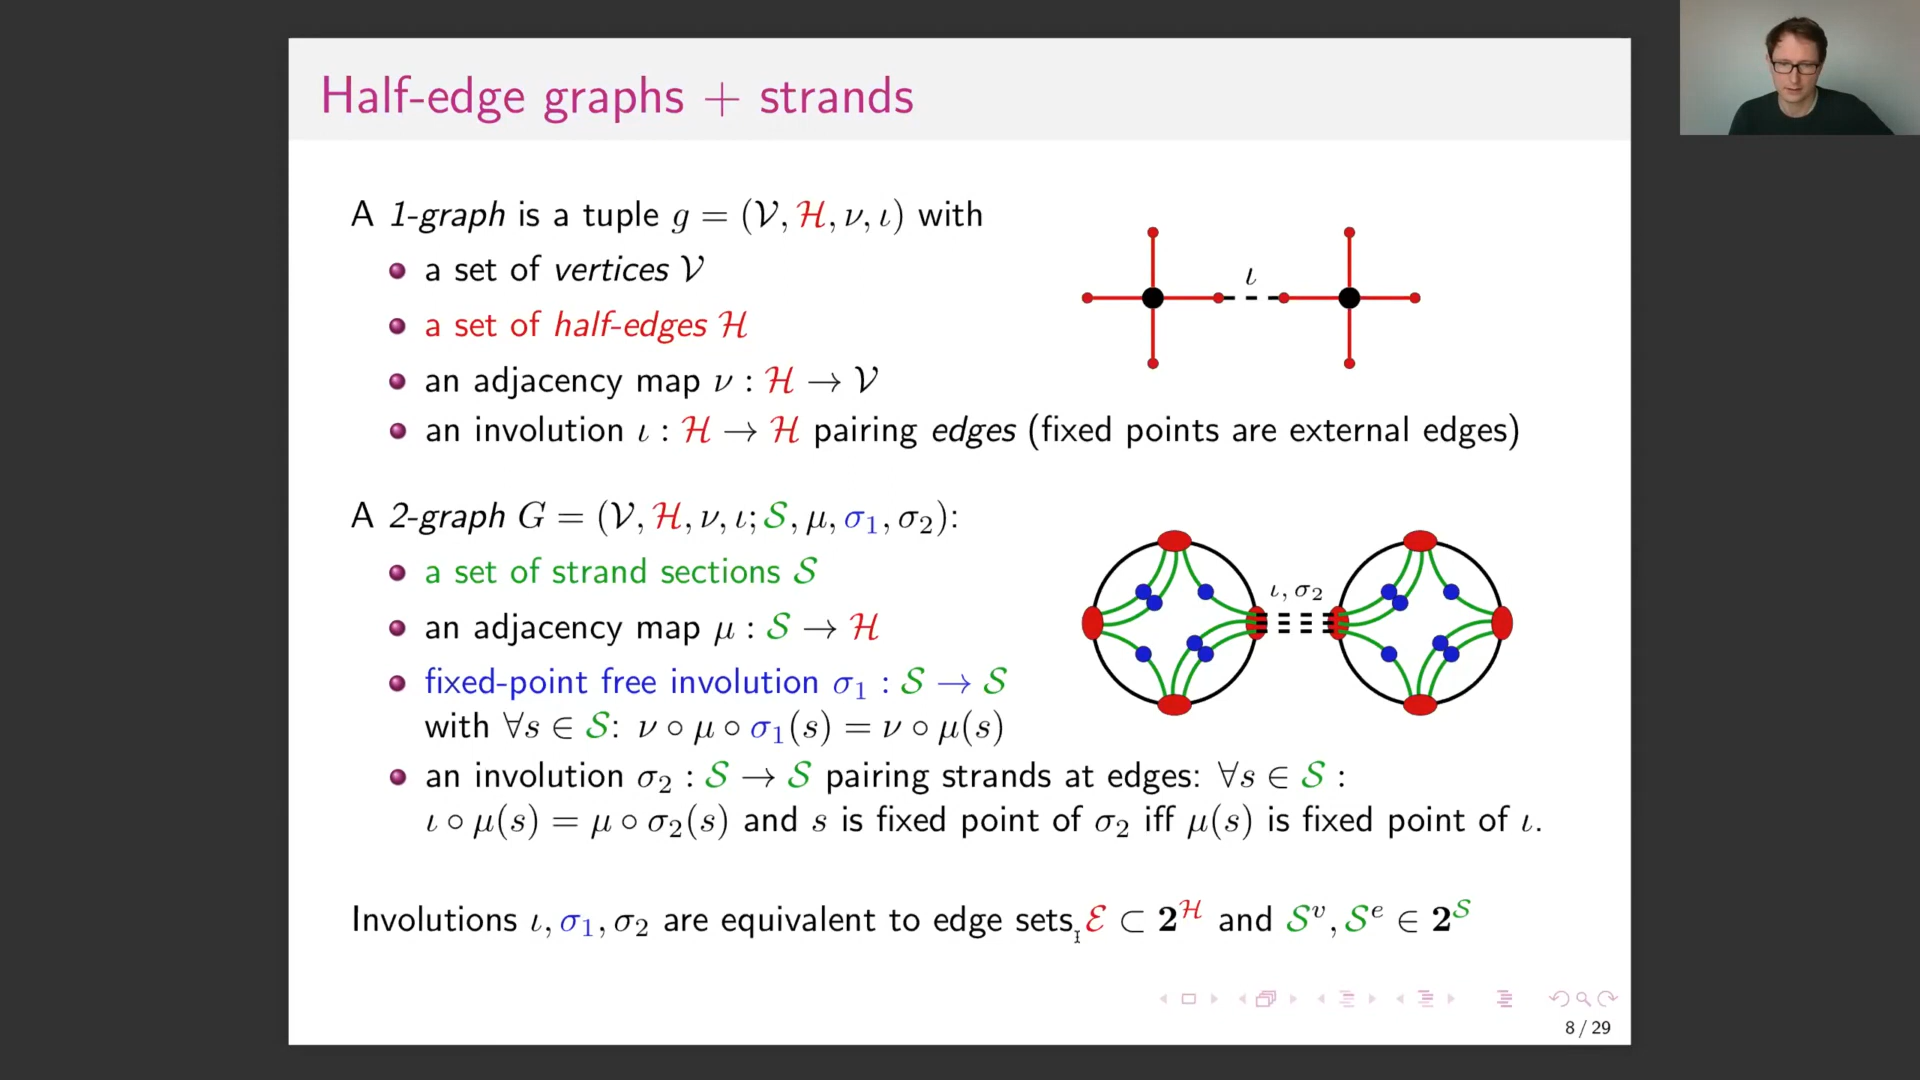 Half-edge graphs + strands
A 1-graph is a tuple g = (𝒱, ℋ, ν, ι) with
a set of vertices 𝒱
a set of half-edges ℋ
an adjacency map ν : ℋ → 𝒱
an involution ι : ℋ → ℋ pairing edges (fixed points are external edges)
ι
A 2-graph G = (𝒱, ℋ, ν, ι; 𝒮, μ, σ₁, σ₂):
a set of strand sections 𝒮
an adjacency map μ : 𝒮 → ℋ
fixed-point free involution σ₁ : 𝒮 → 𝒮
with ∀s ∈ 𝒮: ν ∘ μ ∘ σ₁(s) = ν ∘ μ(s)
an involution σ₂ : 𝒮 → 𝒮 pairing strands at edges: ∀s ∈ 𝒮 :
ι ∘ μ(s) = μ ∘ σ₂(s) and s is fixed point of σ₂ iff μ(s) is fixed point of ι.
ι, σ₂
Involutions ι, σ₁, σ₂ are equivalent to edge sets ℰ ⊂ 𝟐^ℋ and 𝒮ᵛ, 𝒮ᵉ ∈ 𝟐^𝒮
8 / 29